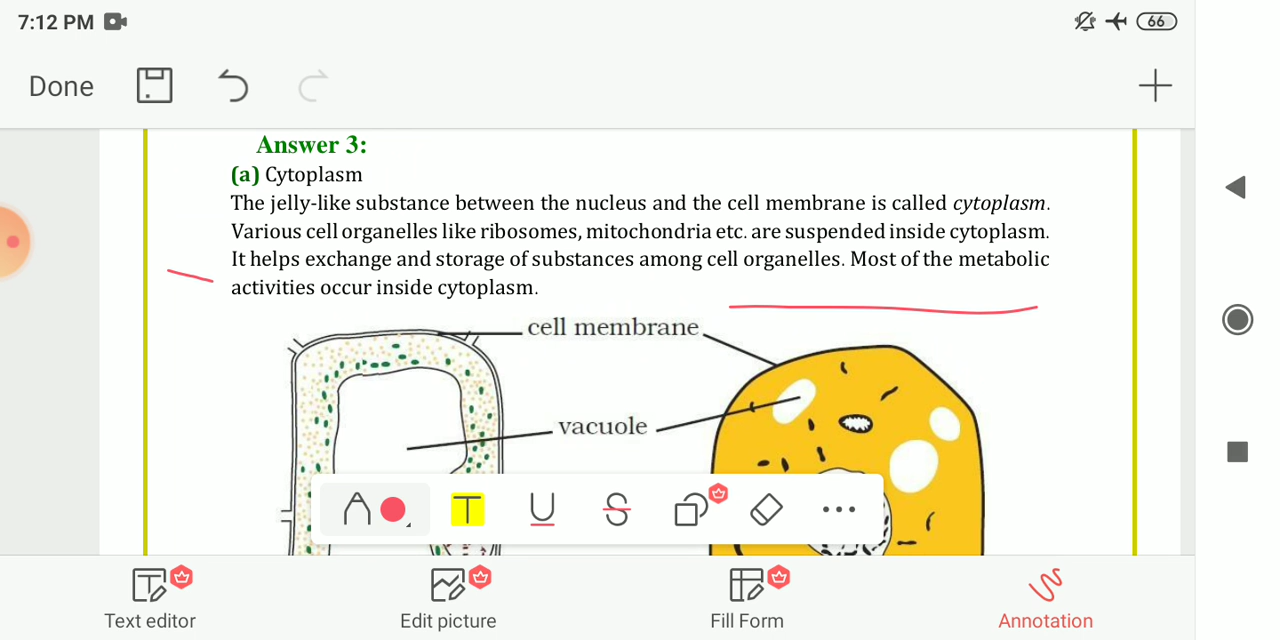 7:12 PM
66
Done
Answer 3:
(a) Cytoplasm
The jelly-like substance between the nucleus and the cell membrane is called cytoplasm.
Various cell organelles like ribosomes, mitochondria etc. are suspended inside cytoplasm.
It helps exchange and storage of substances among cell organelles. Most of the metabolic
activities occur inside cytoplasm.
cell membrane
vacuole
A T U S
Text editor
Edit picture
Fill Form
Annotation